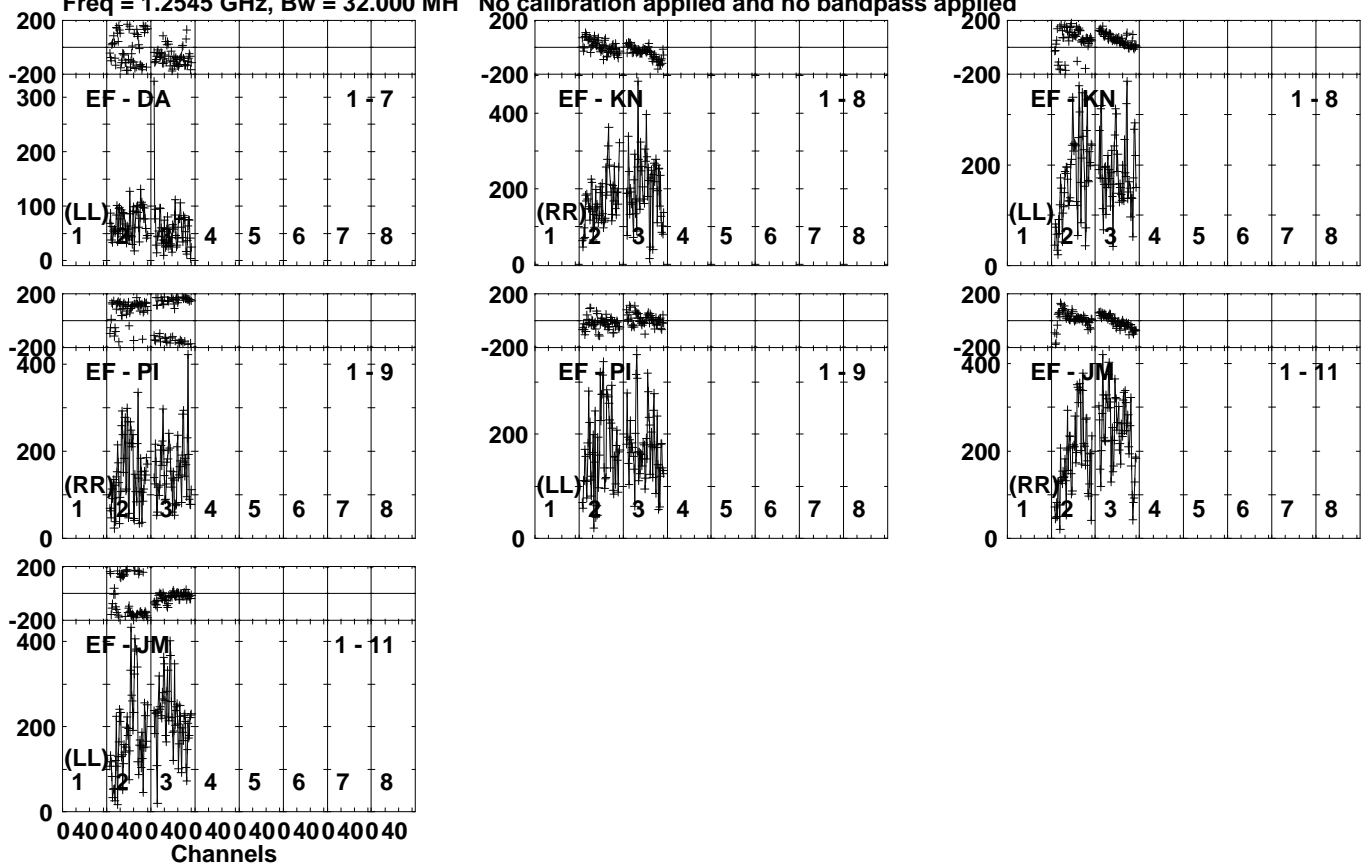 Freq = 1.2545 GHz, Bw = 32.000 MH No calibration applied and no bandpass applied
200
-200
EF - DA 1 - 7
300
200
100
0
(LL)
1 2 3 4 5 6 7 8
EF - KN 1 - 8
200
-200
400
200
0
(RR)
1 2 3 4 5 6 7 8
200
-200
EF - KN 1 - 8
200
0
(LL)
1 2 3 4 5 6 7 8
200
-200
EF - PI 1 - 9
400
200
0
(RR)
1 2 3 4 5 6 7 8
200
-200
EF - PI 1 - 9
200
0
(LL)
1 2 3 4 5 6 7 8
200
-200
EF - JM 1 - 11
400
200
0
(RR)
1 2 3 4 5 6 7 8
200
-200
EF - JM 1 - 11
400
200
0
(LL)
1 2 3 4 5 6 7 8
0 40 0 40 0 40 0 40 0 40 0 40 0 40 0 40
Channels